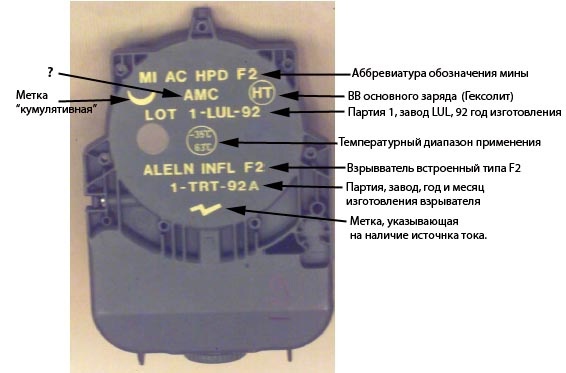 ?
Метка
"кумулятивная"
MI AC HPD F2
AMC
HT
LOT 1-LUL-92
-35°C
63°C
ALELN INFL F2
1-TRT-92A
Аббревиатура обозначения мины
ВВ основного заряда (Гексолит)
Партия 1, завод LUL, 92 год изготовления
Температурный диапазон применения
Взрыватель встроенный типа F2
Партия, завод, год и месяц
изготовления взрывателя
Метка, указывающая
на наличие источнка тока.